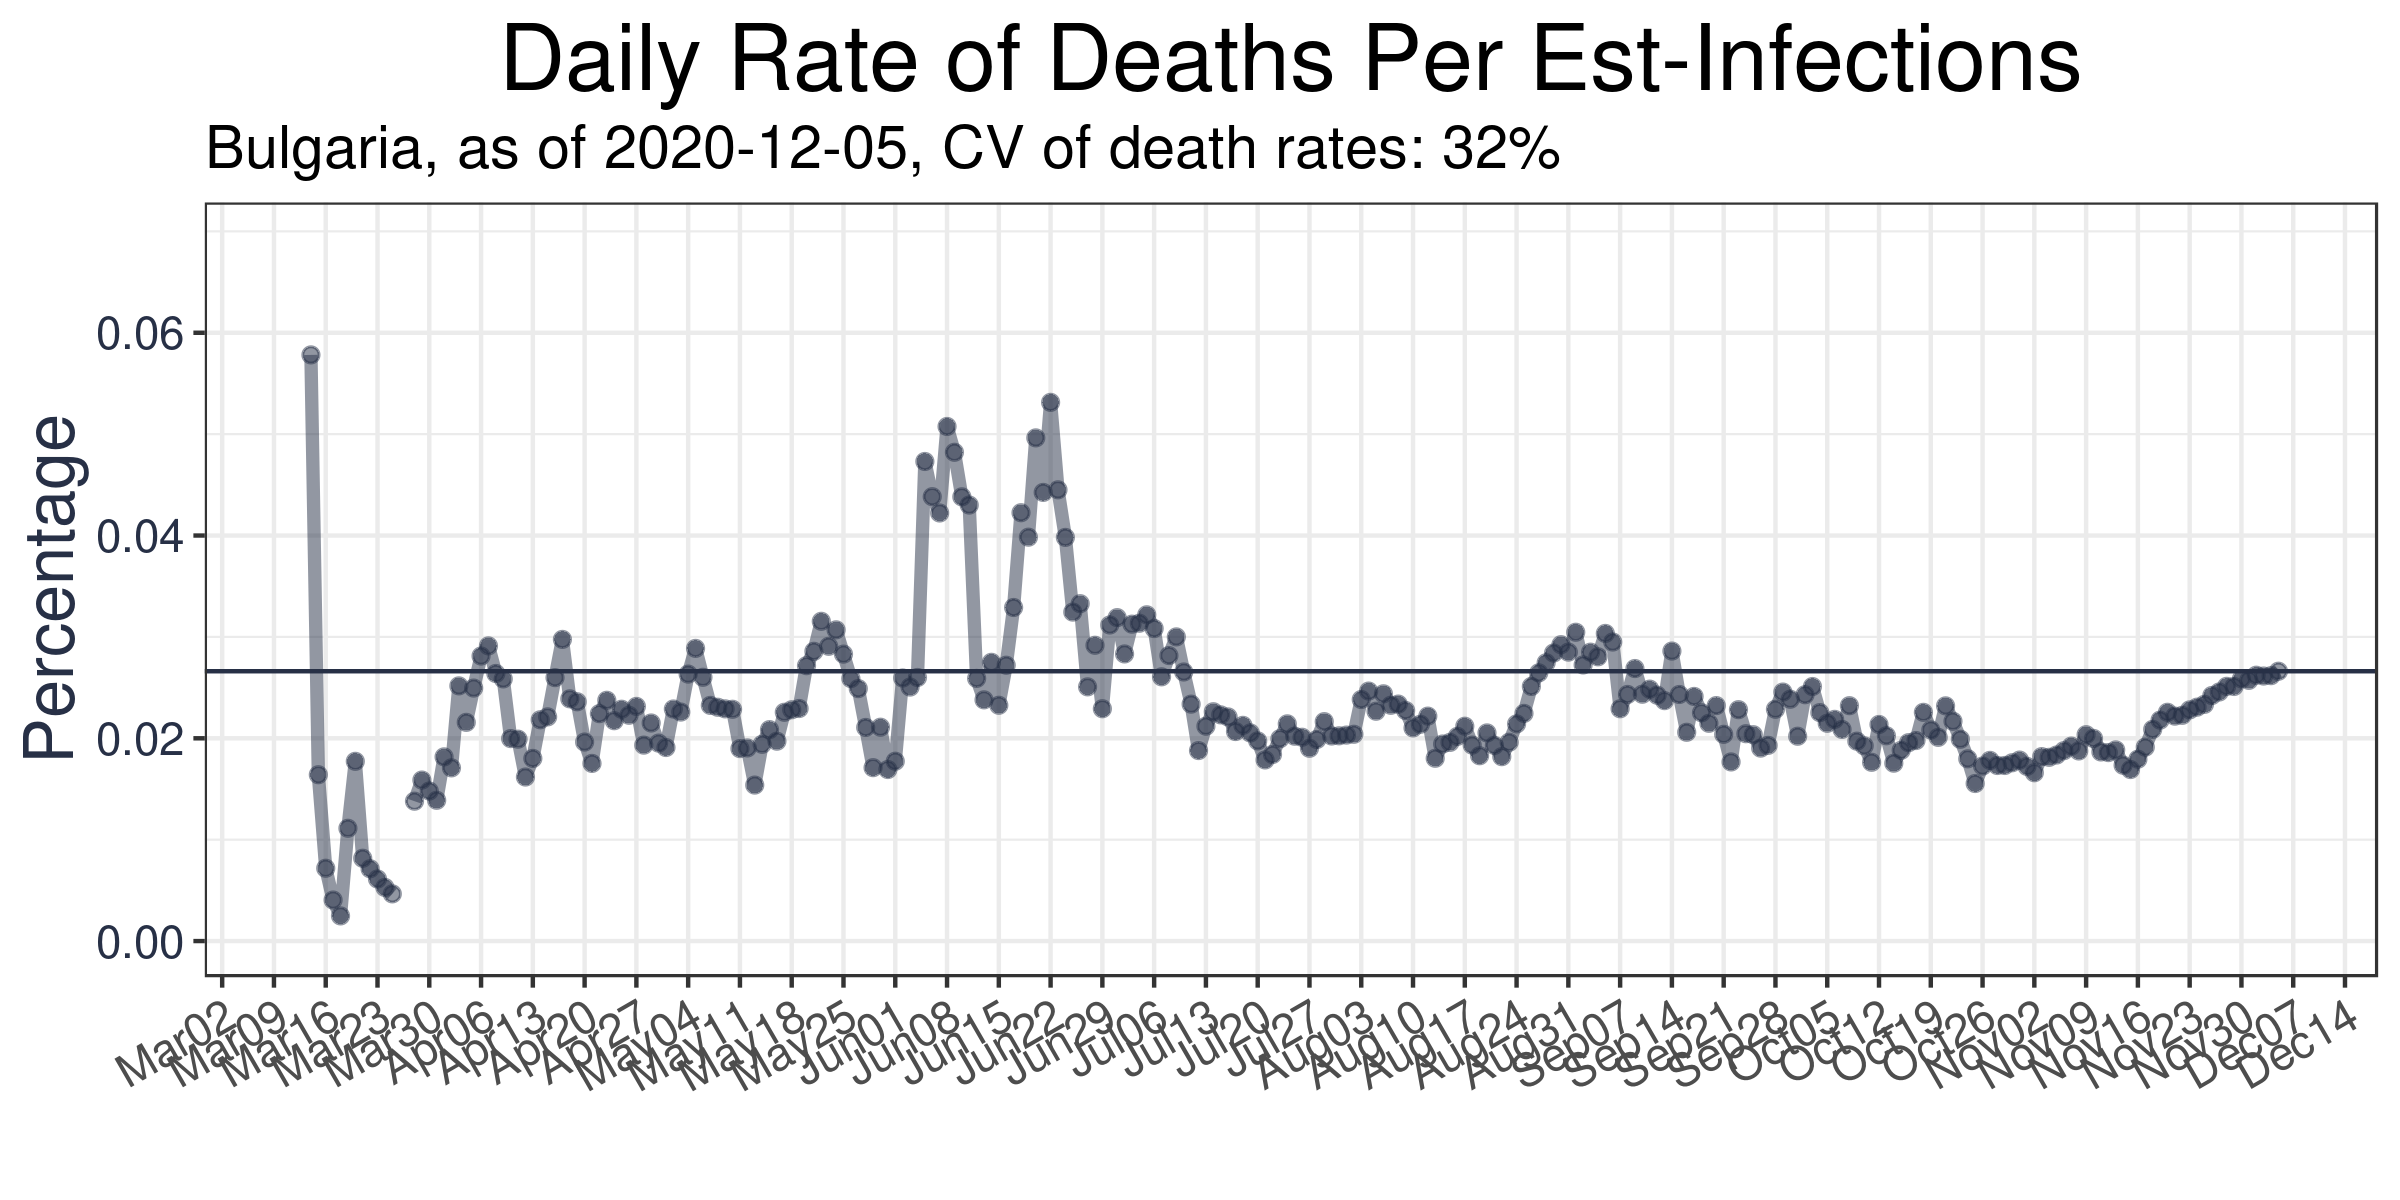 Daily Rate of Deaths Per Est-Infections
Bulgaria, as of 2020-12-05, CV of death rates: 32%
Percentage
0.06
0.04
0.02
0.00
Mar02
Mar09
Mar16
Mar23
Mar30
Apr06
Apr13
Apr20
Apr27
May04
May11
May18
May25
Jun01
Jun08
Jun15
Jun22
Jun29
Jul06
Jul13
Jul20
Jul27
Aug03
Aug10
Aug17
Aug24
Aug31
Sep07
Sep14
Sep21
Sep28
Oct05
Oct12
Oct19
Oct26
Nov02
Nov09
Nov16
Nov23
Nov30
Dec07
Dec14